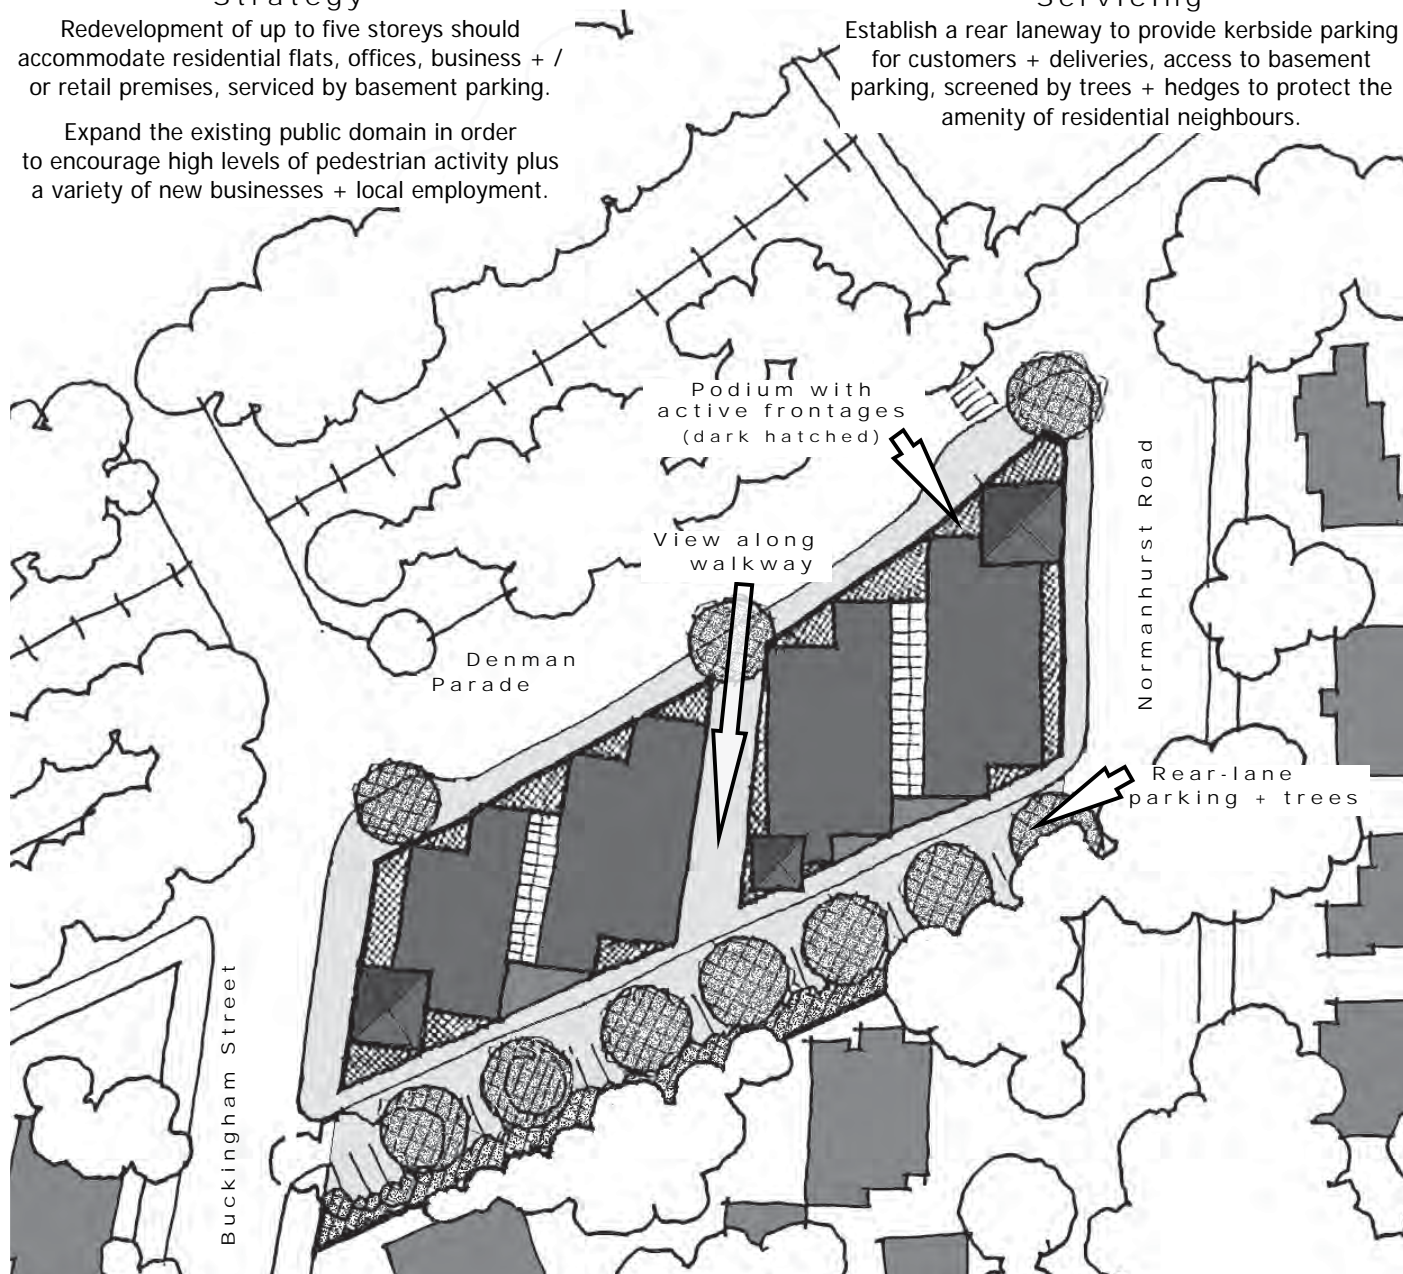 Strategy
Redevelopment of up to five storeys should
accommodate residential flats, offices, business + /
or retail premises, serviced by basement parking.
Expand the existing public domain in order
to encourage high levels of pedestrian activity plus
a variety of new businesses + local employment.
Servicing
Establish a rear laneway to provide kerbside parking
for customers + deliveries, access to basement
parking, screened by trees + hedges to protect the
amenity of residential neighbours.
Podium with
active frontages
(dark hatched)
View along
walkway
Denman
Parade
Normanhurst Road
Rear-lane
parking + trees
Buckingham Street